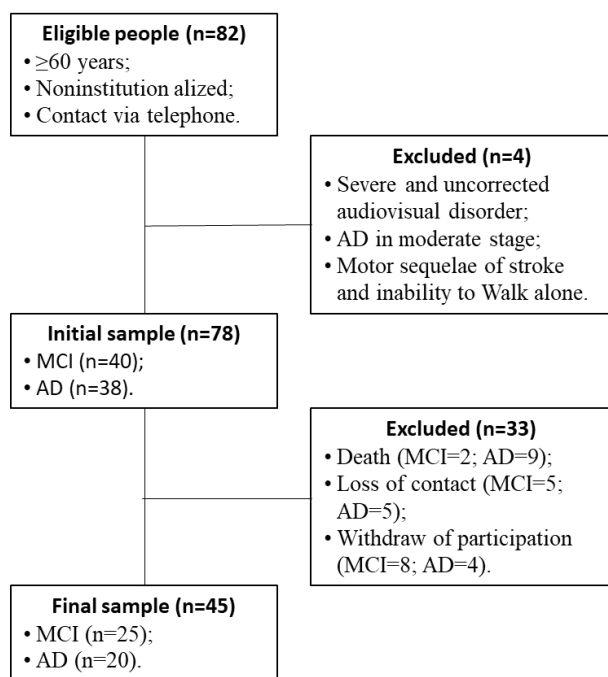 Eligible people (n=82)
• ≥60 years;
• Noninstitution alized;
• Contact via telephone.
Excluded (n=4)
• Severe and uncorrected
audiovisual disorder;
• AD in moderate stage;
• Motor sequelae of stroke
and inability to Walk alone.
Initial sample (n=78)
• MCI (n=40);
• AD (n=38).
Excluded (n=33)
• Death (MCI=2; AD=9);
• Loss of contact (MCI=5;
AD=5);
• Withdraw of participation
(MCI=8; AD=4).
Final sample (n=45)
• MCI (n=25);
• AD (n=20).